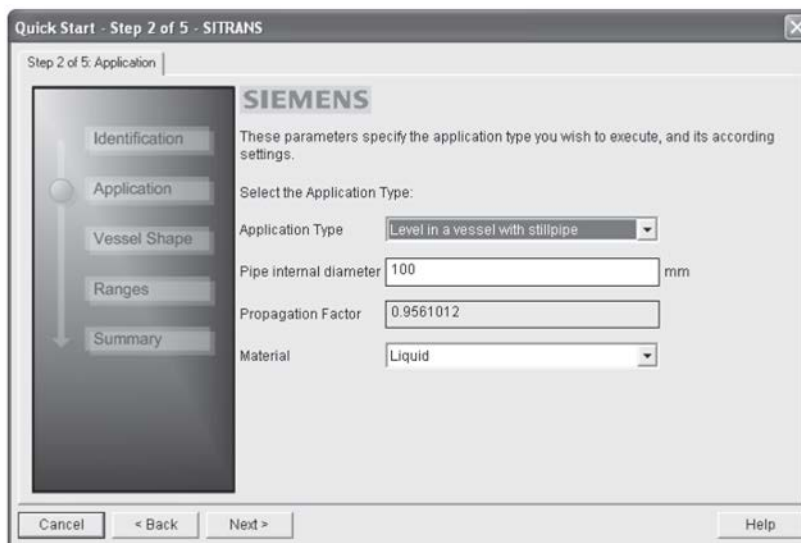 Quick Start - Step 2 of 5 - SITRANS
Step 2 of 5: Application
SIEMENS
Identification
Application
Vessel Shape
Ranges
Summary
These parameters specify the application type you wish to execute, and its according
settings.
Select the Application Type:
Application Type Level in a vessel with stillpipe
Pipe internal diameter 100 mm
Propagation Factor 0.9561012
Material Liquid
Cancel < Back Next > Help